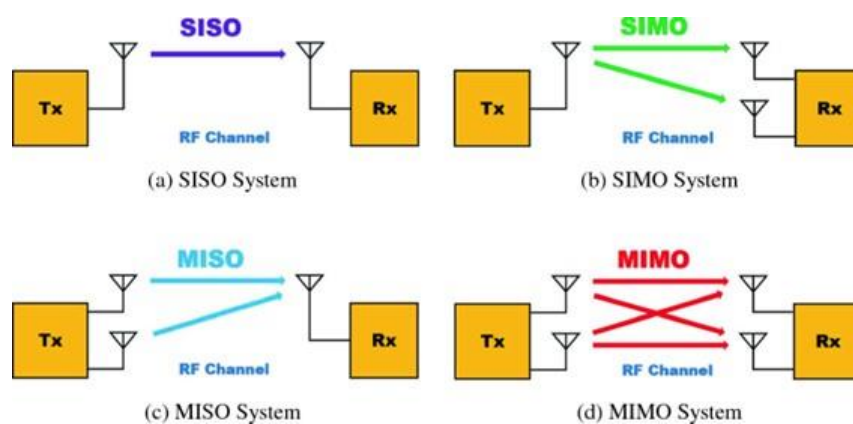 SISO
Tx
Rx
RF Channel
(a) SISO System
SIMO
Tx
Rx
RF Channel
(b) SIMO System
MISO
Tx
Rx
RF Channel
(c) MISO System
MIMO
Tx
Rx
RF Channel
(d) MIMO System